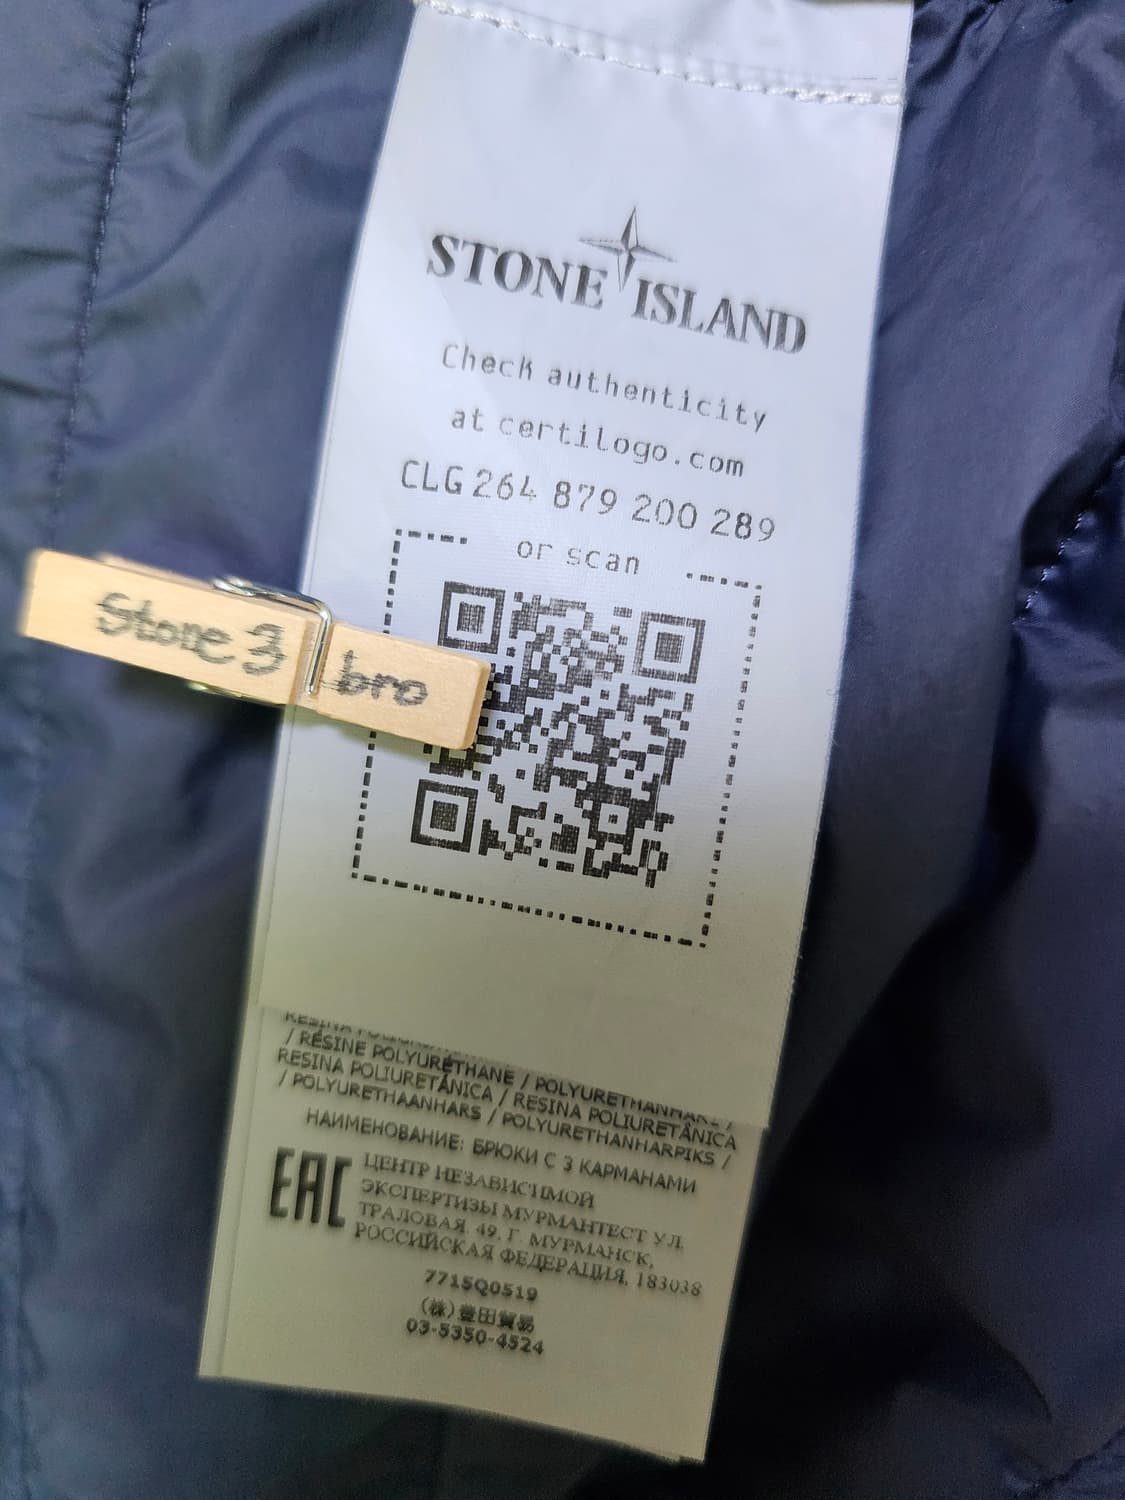 STONE ISLAND
Check authenticity
at certilogo.com
CLG 264 879 200 289
or scan
Stone 3
bro
/ RÉSINE POLYURÉTHANE / POLYURETHANHARZ /
RESINA POLIURETÂNICA / RESINA POLIURETÂNICA
/ POLYURETHAANHARS / POLYURETHANHARPIKS /
НАИМЕНОВАНИЕ: БРЮКИ С 3 КАРМАНАМИ
EAC
ЦЕНТР НЕЗАВИСИМОЙ
ЭКСПЕРТИЗЫ МУРМАНТЕСТ УЛ.
ТРАЛОВАЯ, 49, Г. МУРМАНСК,
РОССИЙСКАЯ ФЕДЕРАЦИЯ, 183038
7715Q0519
(株)豊田貿易
03-5350-4524